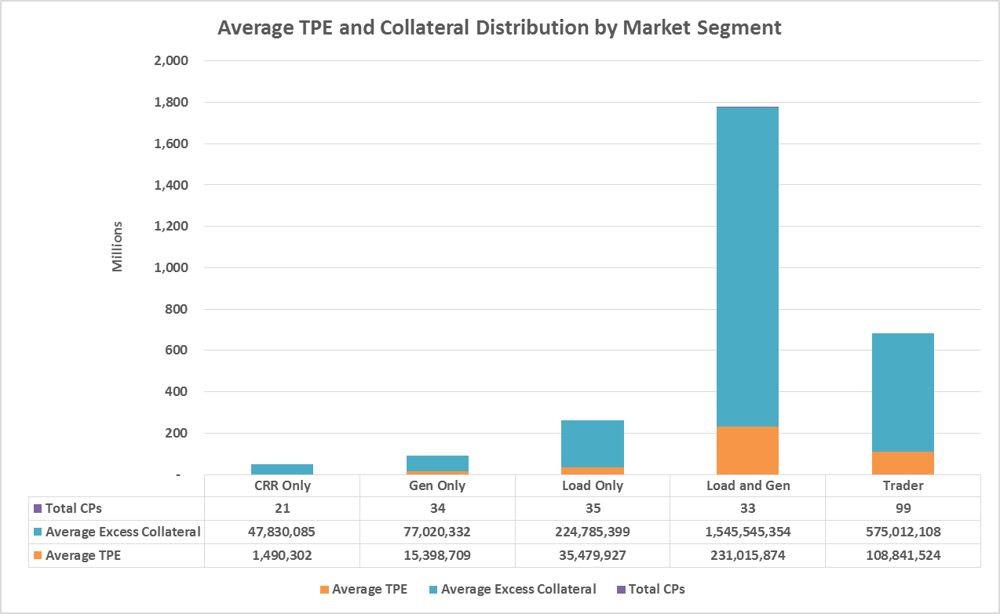 Average TPE and Collateral Distribution by Market Segment
2,000
1,800
1,600
1,400
1,200
1,000
800
600
400
200
-
Millions
CRR Only Gen Only Load Only Load and Gen Trader
Total CPs 21 34 35 33 99
Average Excess Collateral 47,830,085 77,020,332 224,785,399 1,545,545,354 575,012,108
Average TPE 1,490,302 15,398,709 35,479,927 231,015,874 108,841,524
Average TPE Average Excess Collateral Total CPs